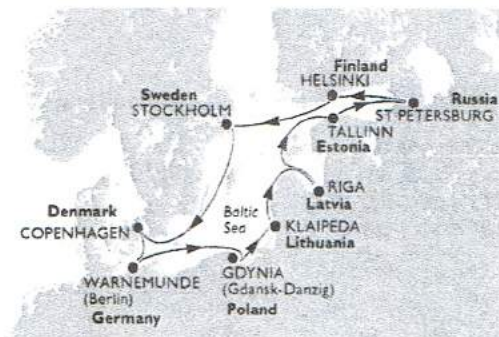 Finland
HELSINKI
Sweden
STOCKHOLM
Russia
ST PETERSBURG
TALLINN
Estonia
RIGA
Latvia
Denmark
COPENHAGEN
Baltic
Sea
KLAIPEDA
Lithuania
WARNEMUNDE
(Berlin)
Germany
GDYNIA
(Gdansk-Danzig)
Poland